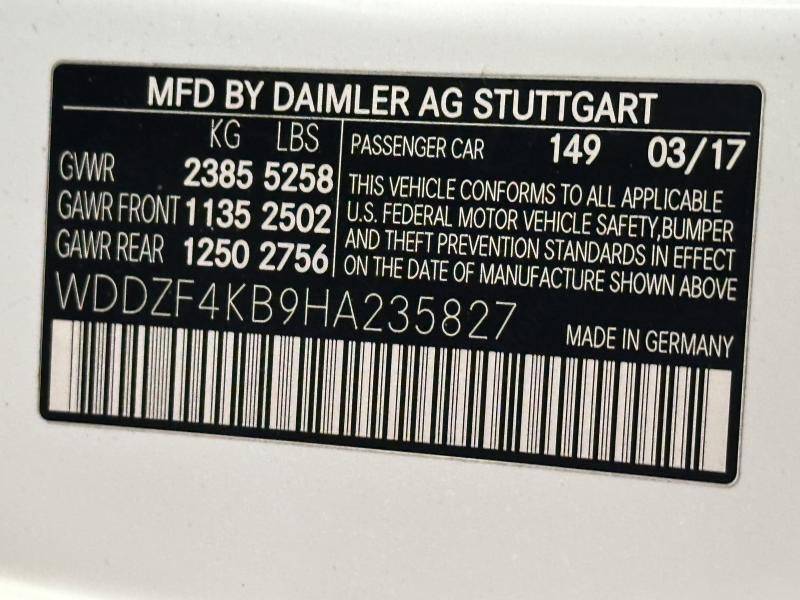 MFD BY DAIMLER AG STUTTGART
KG LBS
GVWR 2385 5258
GAWR FRONT 1135 2502
GAWR REAR 1250 2756
PASSENGER CAR 149 03/17
THIS VEHICLE CONFORMS TO ALL APPLICABLE
U.S. FEDERAL MOTOR VEHICLE SAFETY,BUMPER
AND THEFT PREVENTION STANDARDS IN EFFECT
ON THE DATE OF MANUFACTURE SHOWN ABOVE
WDDZF4KB9HA235827
MADE IN GERMANY